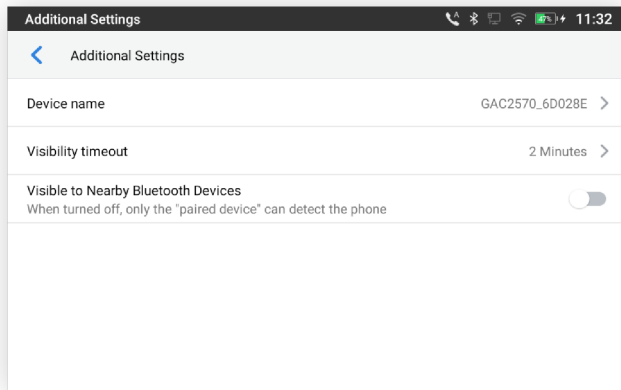 Additional Settings A 47% 11:32
Additional Settings
Device name GAC2570_6D028E
Visibility timeout 2 Minutes
Visible to Nearby Bluetooth Devices
When turned off, only the "paired device" can detect the phone